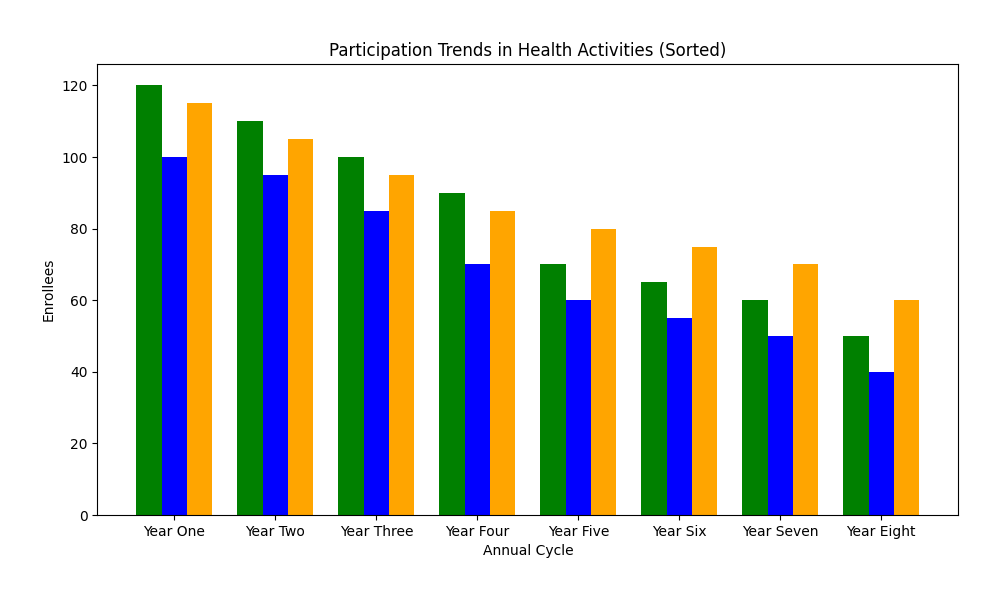 Participation Trends in Health Activities (Sorted)
120
100
80
60
40
20
0
Enrollees
Year One
Year Two
Year Three
Year Four
Year Five
Year Six
Year Seven
Year Eight
Annual Cycle